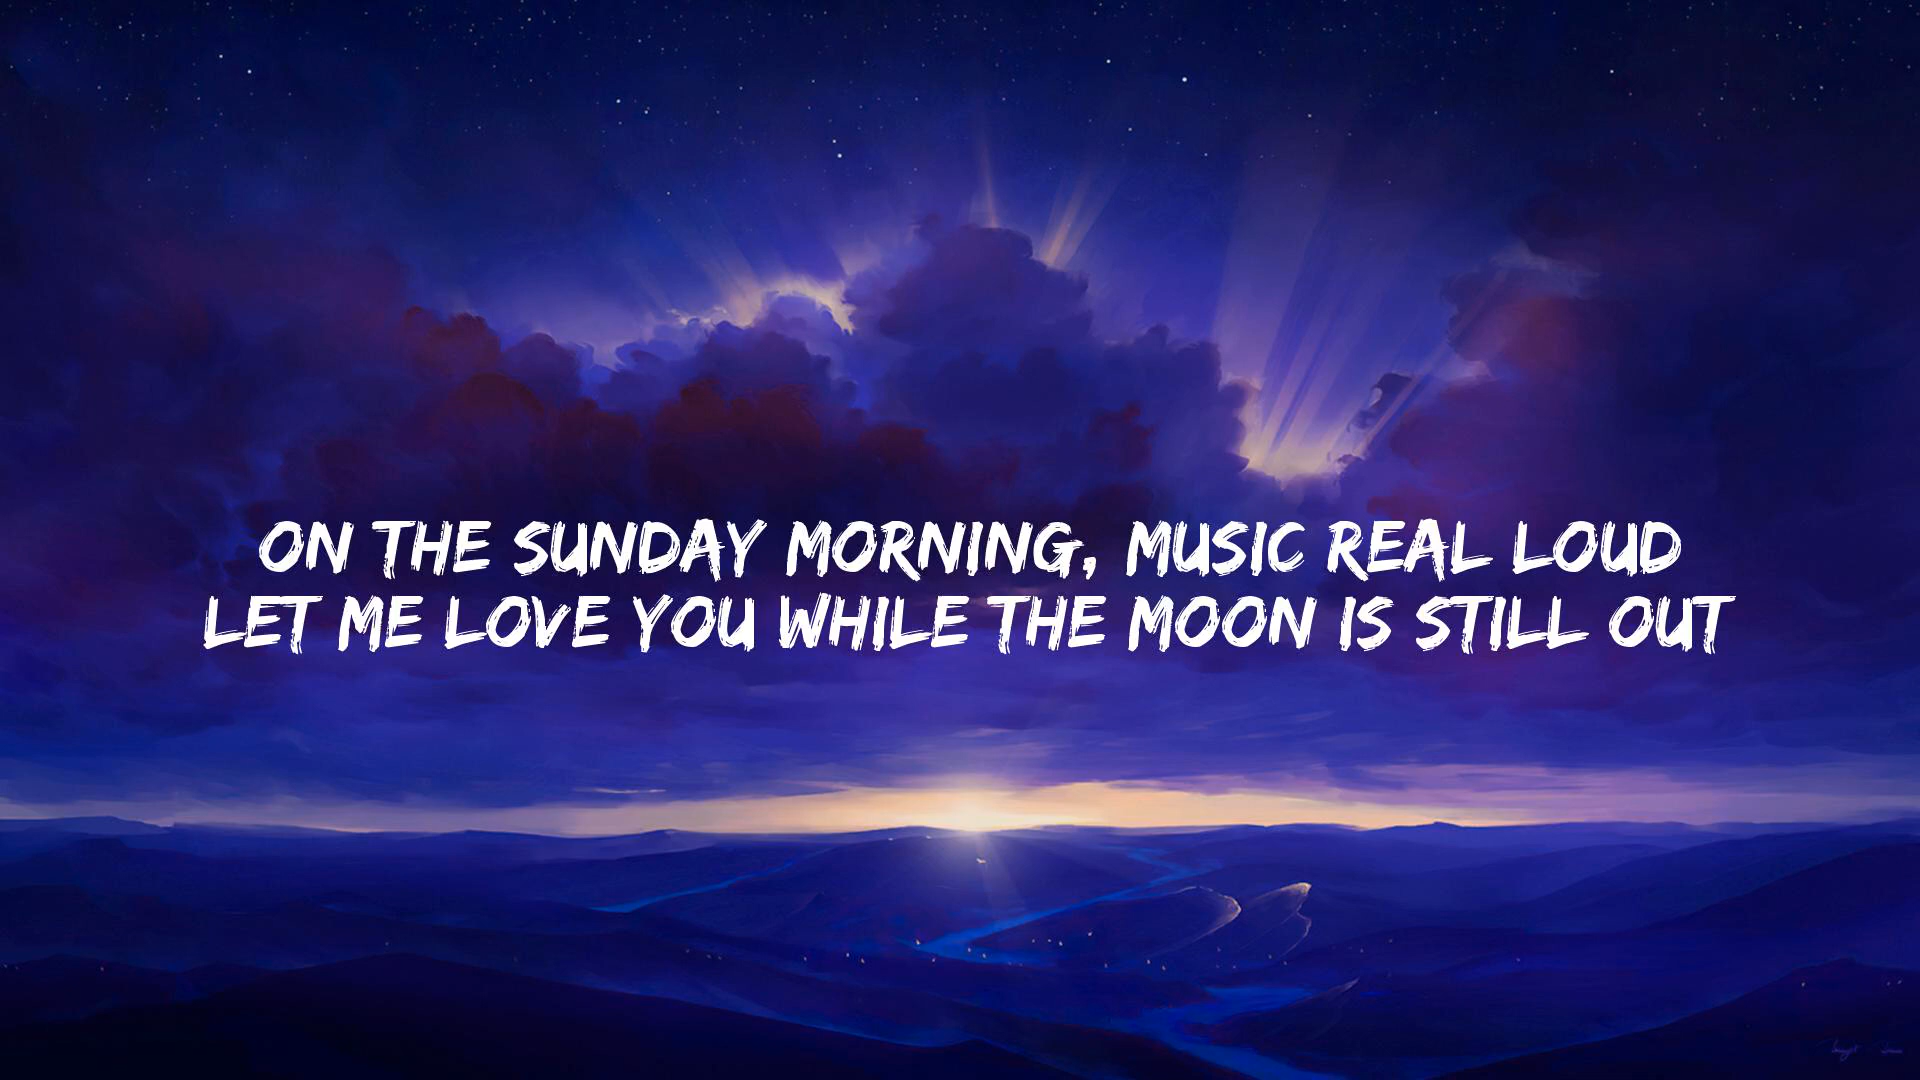 ON THE SUNDAY MORNING, MUSIC REAL LOUD
LET ME LOVE YOU WHILE THE MOON IS STILL OUT